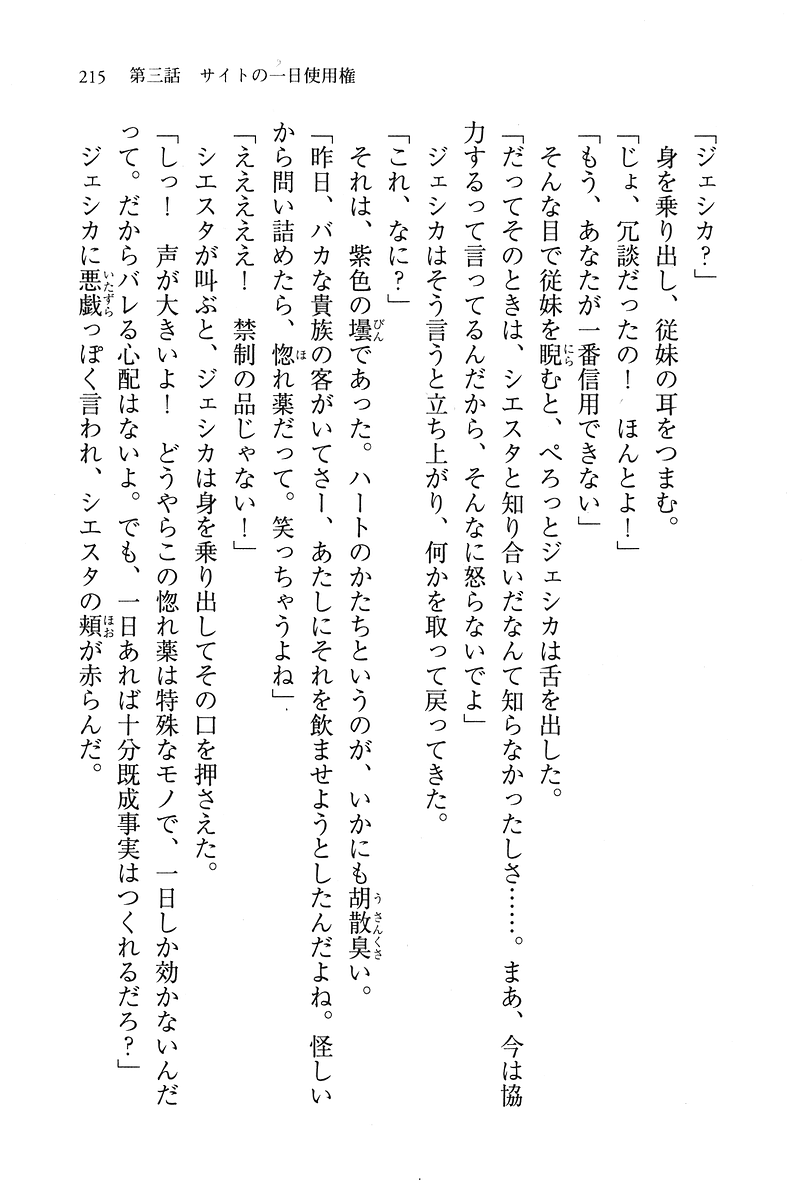 215　第三話　サイトの一日使用権
「ジェシカ？」
身を乗り出し、従妹の耳をつまむ。
「じょ、冗談だったの！　ほんとよ！」
「もう、あなたが一番信用できない」
そんな目で従妹を睨むと、ぺろっとジェシカは舌を出した。
「だってそのときは、シエスタと知り合いだなんて知らなかったしさ……。まあ、今は協
力するって言ってるんだから、そんなに怒らないでよ」
ジェシカはそう言うと立ち上がり、何かを取って戻ってきた。
「これ、なに？」
それは、紫色の壜であった。ハートのかたちというのが、いかにも胡散臭い。
「昨日、バカな貴族の客がいてさー、あたしにそれを飲ませようとしたんだよね。怪しい
から問い詰めたら、惚れ薬だって。笑っちゃうよね」
「えええええ！　禁制の品じゃない！」
シエスタが叫ぶと、ジェシカは身を乗り出してその口を押さえた。
「しっ！　声が大きいよ！　どうやらこの惚れ薬は特殊なモノで、一日しか効かないんだ
って。だからバレる心配はないよ。でも、一日あれば十分既成事実はつくれるだろ？」
ジェシカに悪戯っぽく言われ、シエスタの頬が赤らんだ。